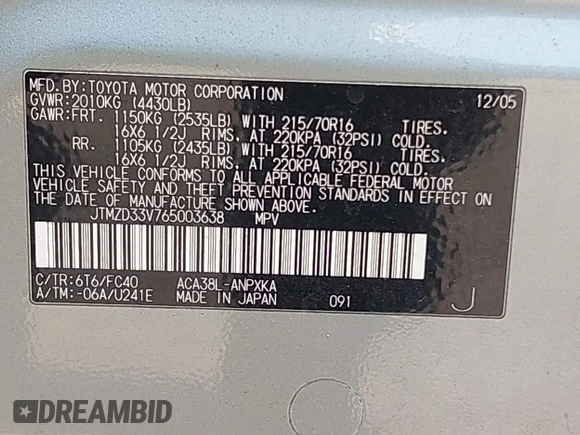 MFD.BY:TOYOTA MOTOR CORPORATION 12/05
GVWR:2010KG (4430LB)
GAWR:FRT. 1150KG (2535LB) WITH 215/70R16 TIRES.
16X6 1/2J RIMS, AT 220KPA (32PSI) COLD.
RR. 1105KG (2435LB) WITH 215/70R16 TIRES.
16X6 1/2J RIMS, AT 220KPA (32PSI) COLD.
THIS VEHICLE CONFORMS TO ALL APPLICABLE FEDERAL MOTOR
VEHICLE SAFETY AND THEFT PREVENTION STANDARDS IN EFFECT ON
THE DATE OF MANUFACTURE SHOWN ABOVE.
JTMZD33V765003638 MPV
C/TR:6T6/FC40 ACA38L-ANPXKA
A/TM:-06A/U241E MADE IN JAPAN 091 J
DREAMBID